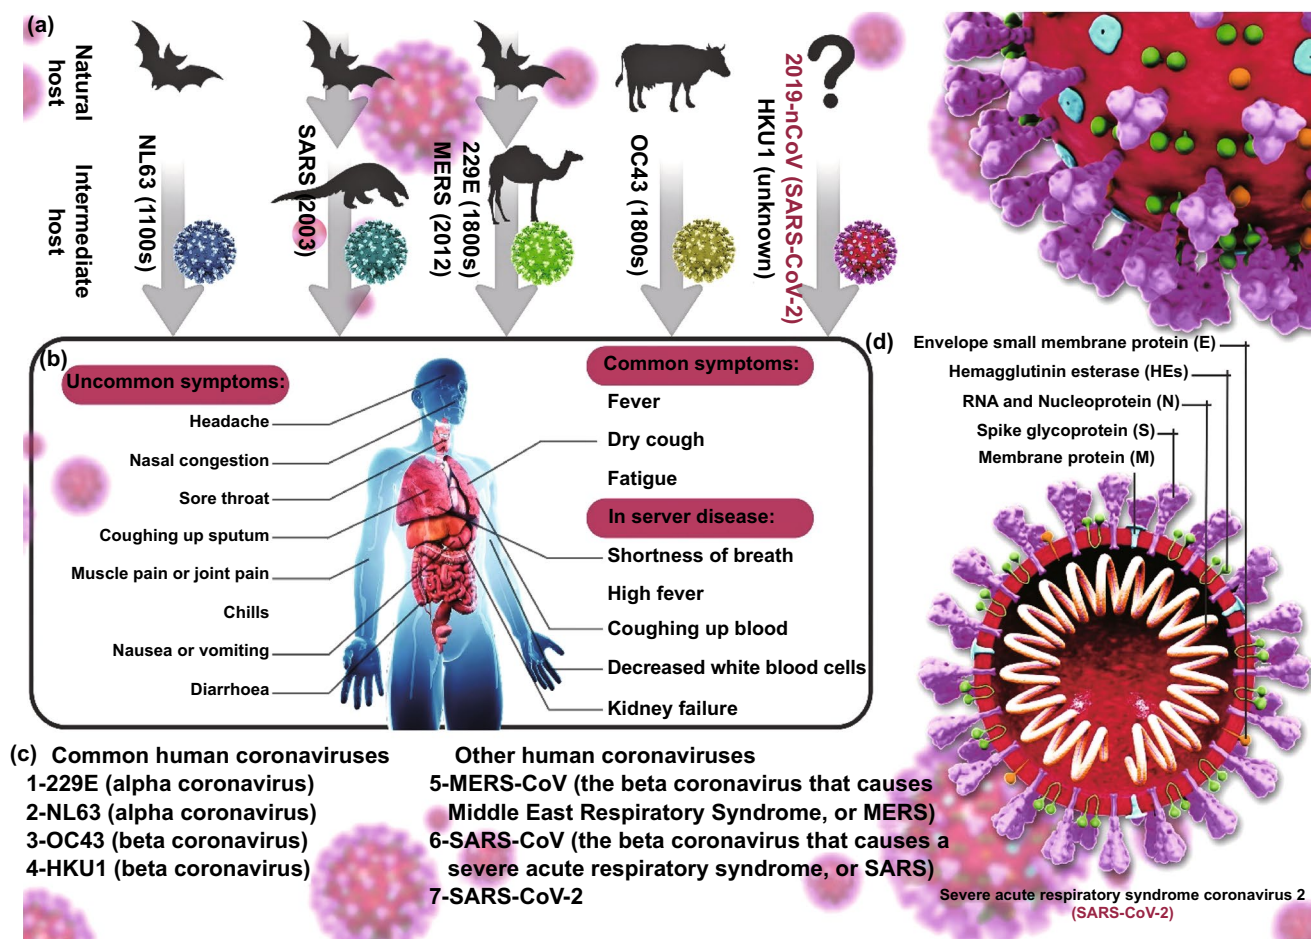 (a)
Natural
host
Intermediate
host
NL63 (1100s)
SARS (2003)
229E (1800s)
MERS (2012)
OC43 (1800s)
?
2019-nCoV (SARS-CoV-2)
HKU1 (unknown)
(b)
Uncommon symptoms:
Headache
Nasal congestion
Sore throat
Coughing up sputum
Muscle pain or joint pain
Chills
Nausea or vomiting
Diarrhoea
Common symptoms:
Fever
Dry cough
Fatigue
In server disease:
Shortness of breath
High fever
Coughing up blood
Decreased white blood cells
Kidney failure
(c) Common human coronaviruses
1-229E (alpha coronavirus)
2-NL63 (alpha coronavirus)
3-OC43 (beta coronavirus)
4-HKU1 (beta coronavirus)
Other human coronaviruses
5-MERS-CoV (the beta coronavirus that causes
Middle East Respiratory Syndrome, or MERS)
6-SARS-CoV (the beta coronavirus that causes a
severe acute respiratory syndrome, or SARS)
7-SARS-CoV-2
(d)
Envelope small membrane protein (E)
Hemagglutinin esterase (HEs)
RNA and Nucleoprotein (N)
Spike glycoprotein (S)
Membrane protein (M)
Severe acute respiratory syndrome coronavirus 2
(SARS-CoV-2)